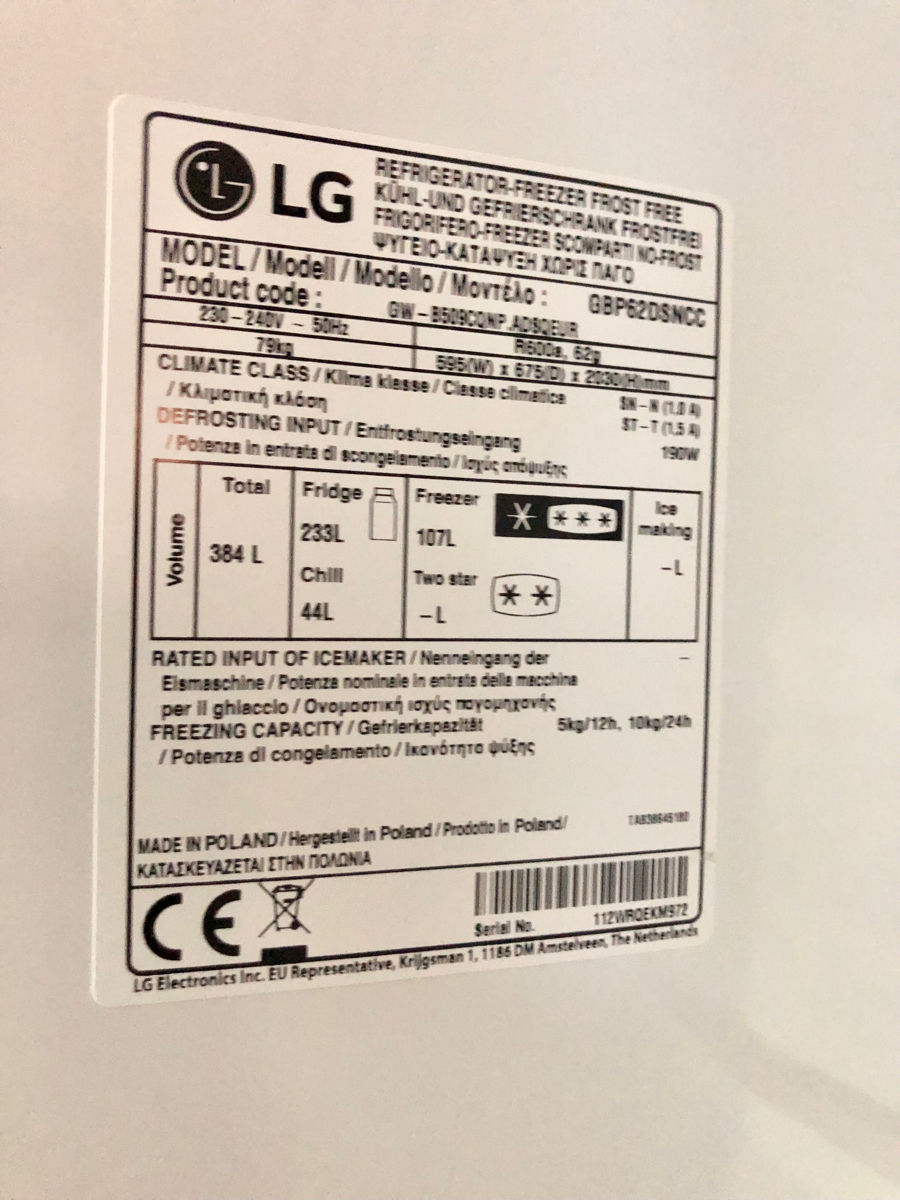 LG
REFRIGERATOR-FREEZER FROST FREE
KÜHL-UND GEFRIERSCHRANK FROSTFREI
FRIGORIFERO-FREEZER SCOMPARTI NO-FROST
ΨΥΓΕΙΟ-ΚΑΤΑΨΥΞΗ ΧΩΡΙΣ ΠΑΓΟ
MODEL / Modell / Modello / Μοντέλο : GBP62DSNCC
Product code : GW-B509CQNP.ADSQEUR
230-240V ~ 50Hz R600a, 62g
79kg 595(W) x 675(D) x 2030(H)mm
CLIMATE CLASS / Klima klasse / Classe climatica SN-N (1,0 A)
/ Κλιματική κλάση ST-T (1,5 A)
DEFROSTING INPUT / Entfrostungseingang 190W
/ Potenza in entrata di scongelamento / Ισχύς απόψυξης
Volume
Total
384 L
Fridge
233L
Chill
44L
Freezer
107L
Two star
-L
Ice
making
-L
RATED INPUT OF ICEMAKER / Nenneingang der –
Eismaschine / Potenza nominale in entrata della macchina
per il ghiaccio / Ονομαστική ισχύς παγομηχανής
FREEZING CAPACITY / Gefrierkapazität 5kg/12h, 10kg/24h
/ Potenza di congelamento / Ικανότητα ψύξης
MADE IN POLAND / Hergestellt in Poland / Prodotto in Poland/
ΚΑΤΑΣΚΕΥΑΖΕΤΑΙ ΣΤΗΝ ΠΟΛΩΝΙΑ
CE
Serial No. 112WRQEKM972
LG Electronics Inc. EU Representative, Krijgsman 1, 1186 DM Amstelveen, The Netherlands